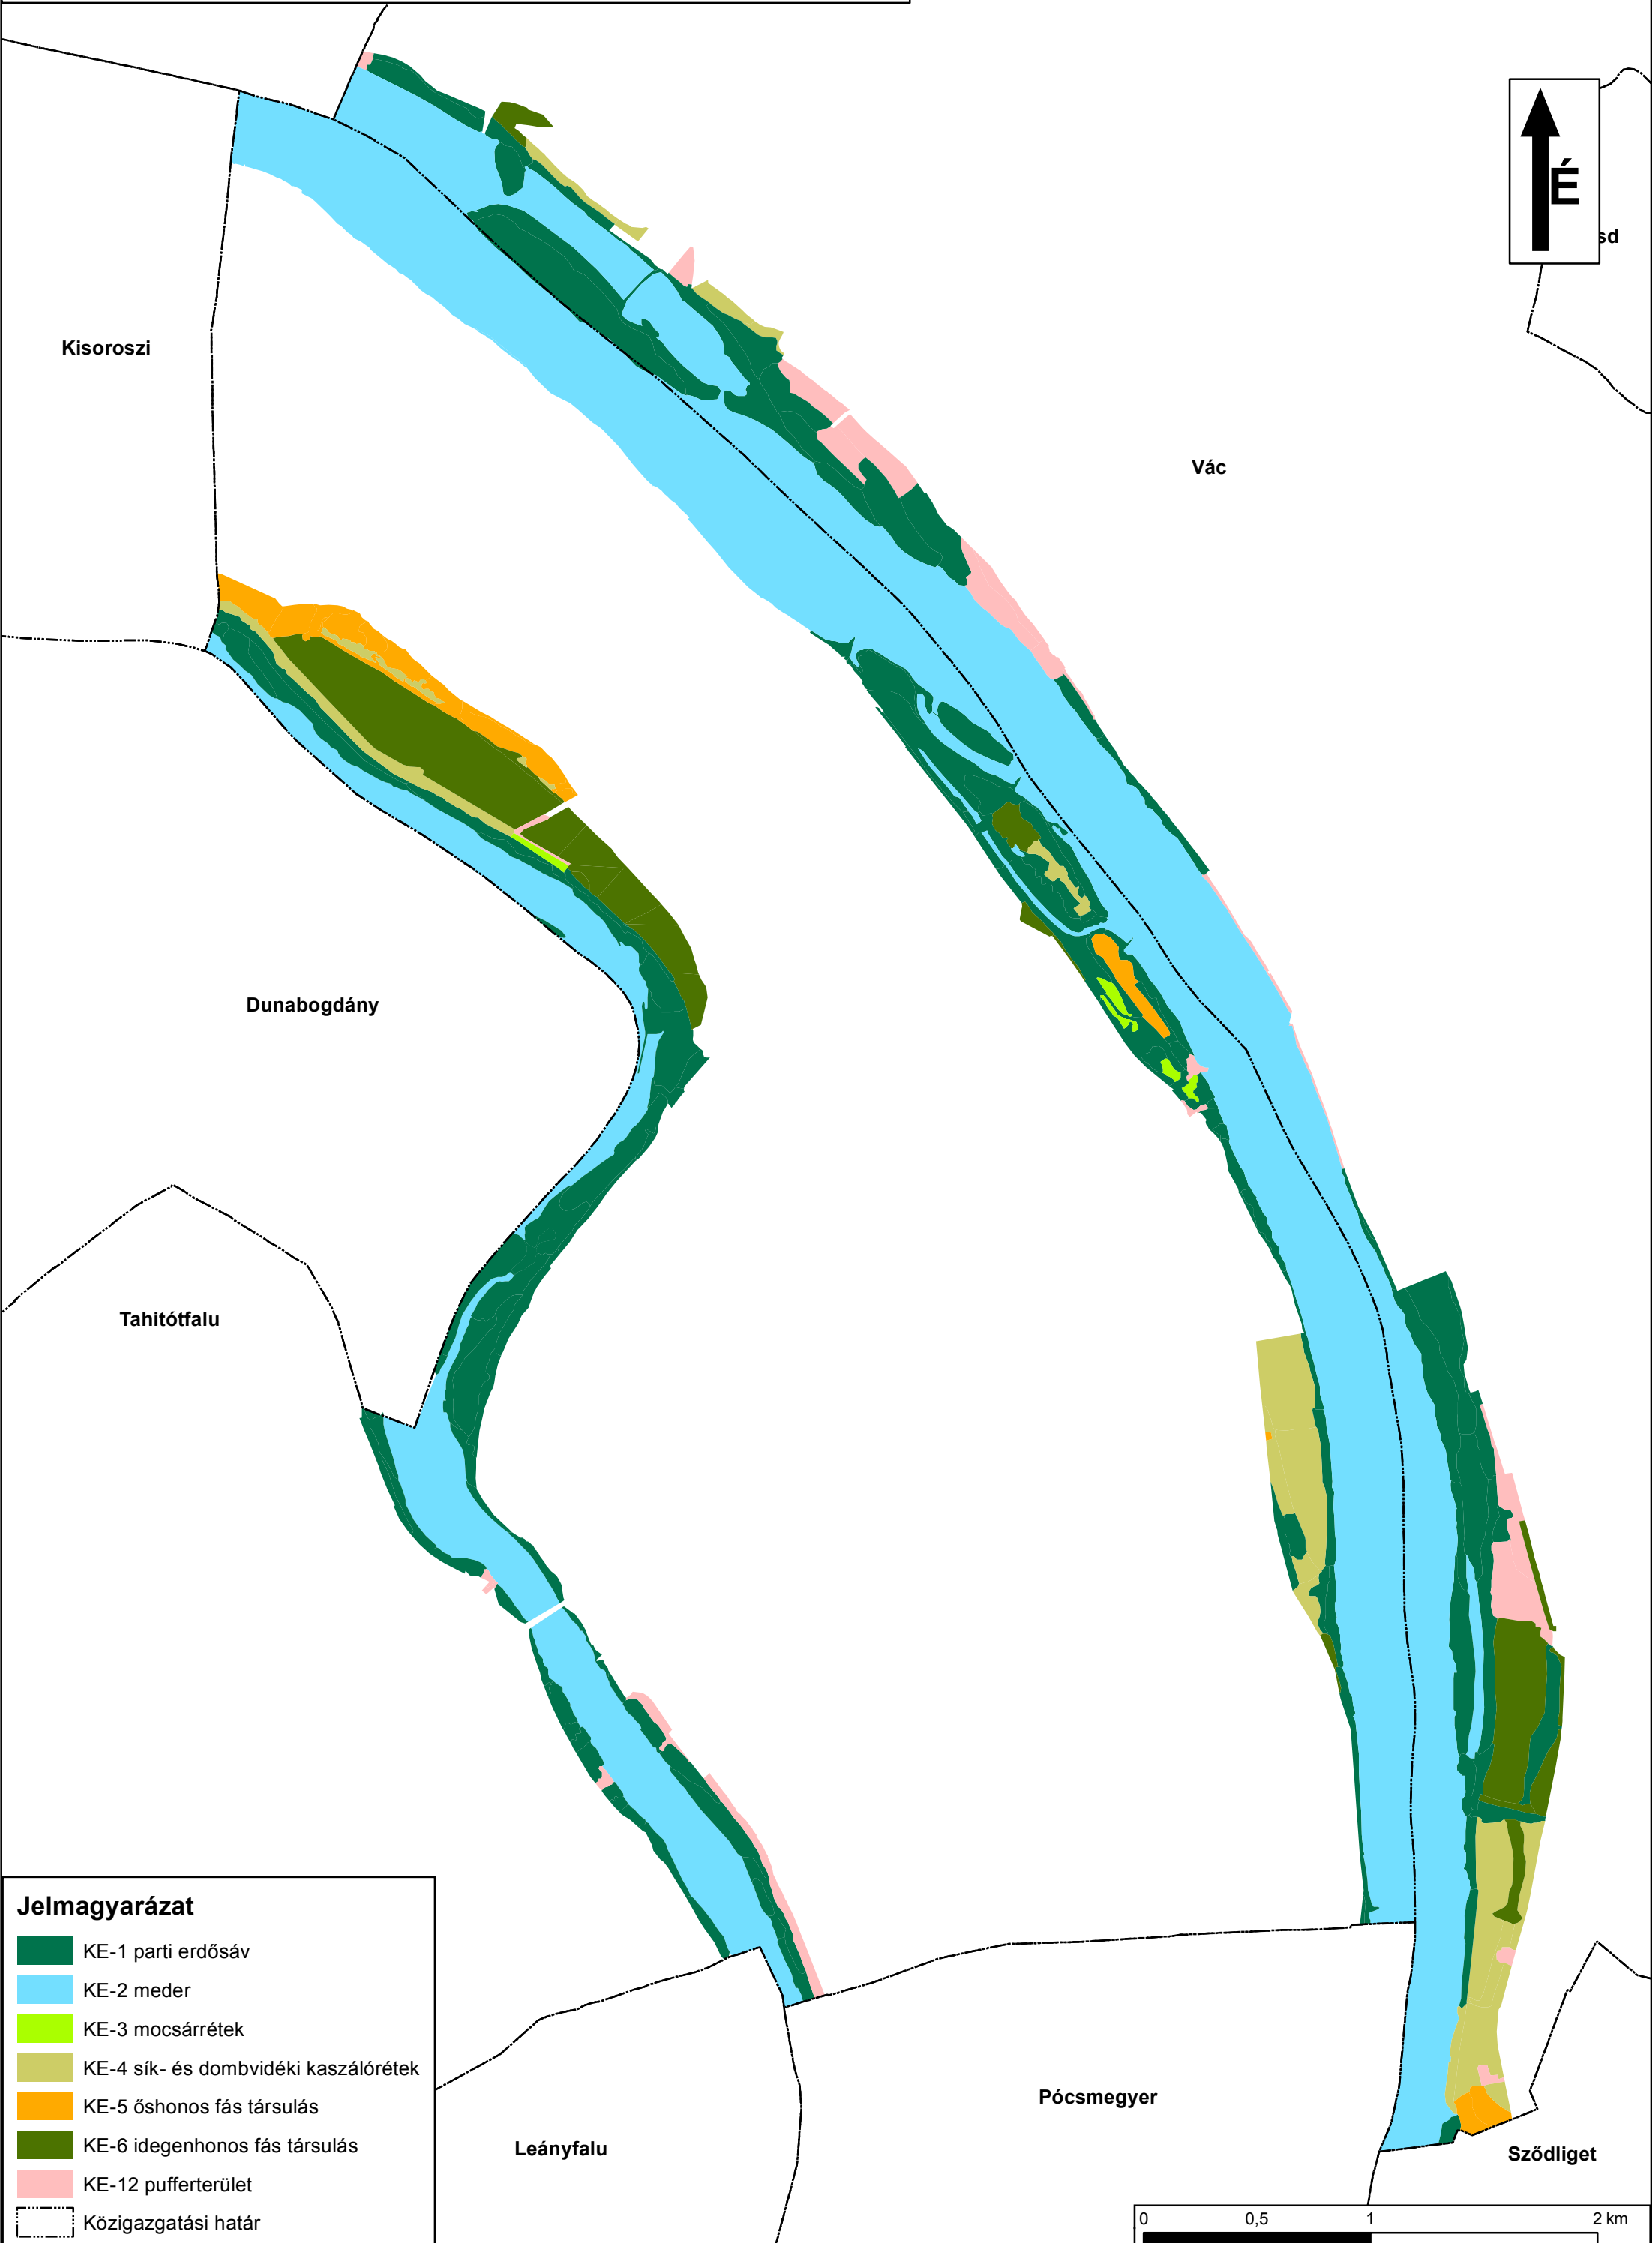 É
sd
Kisoroszi
Vác
Dunabogdány
Tahitótfalu
Jelmagyarázat
KE-1 parti erdősáv
KE-2 meder
KE-3 mocsárrétek
KE-4 sík- és dombvidéki kaszálórétek
KE-5 őshonos fás társulás
KE-6 idegenhonos fás társulás
KE-12 pufferterület
Közigazgatási határ
Leányfalu
Pócsmegyer
Sződliget
0 0,5 1 2 km